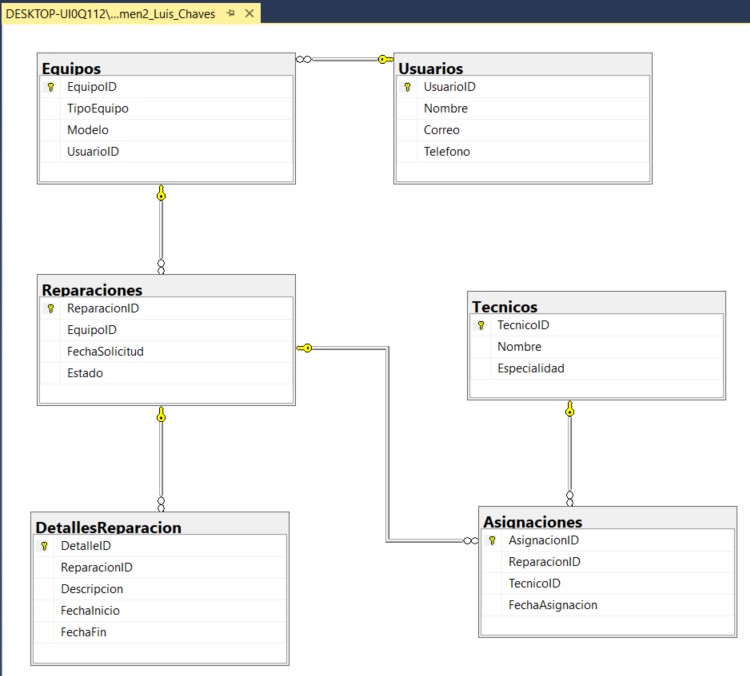 DESKTOP-UI0Q112\...men2_Luis_Chaves
Equipos
EquipoID
TipoEquipo
Modelo
UsuarioID
Usuarios
UsuarioID
Nombre
Correo
Telefono
Reparaciones
ReparacionID
EquipoID
FechaSolicitud
Estado
Tecnicos
TecnicoID
Nombre
Especialidad
DetallesReparacion
DetalleID
ReparacionID
Descripcion
FechaInicio
FechaFin
Asignaciones
AsignacionID
ReparacionID
TecnicoID
FechaAsignacion